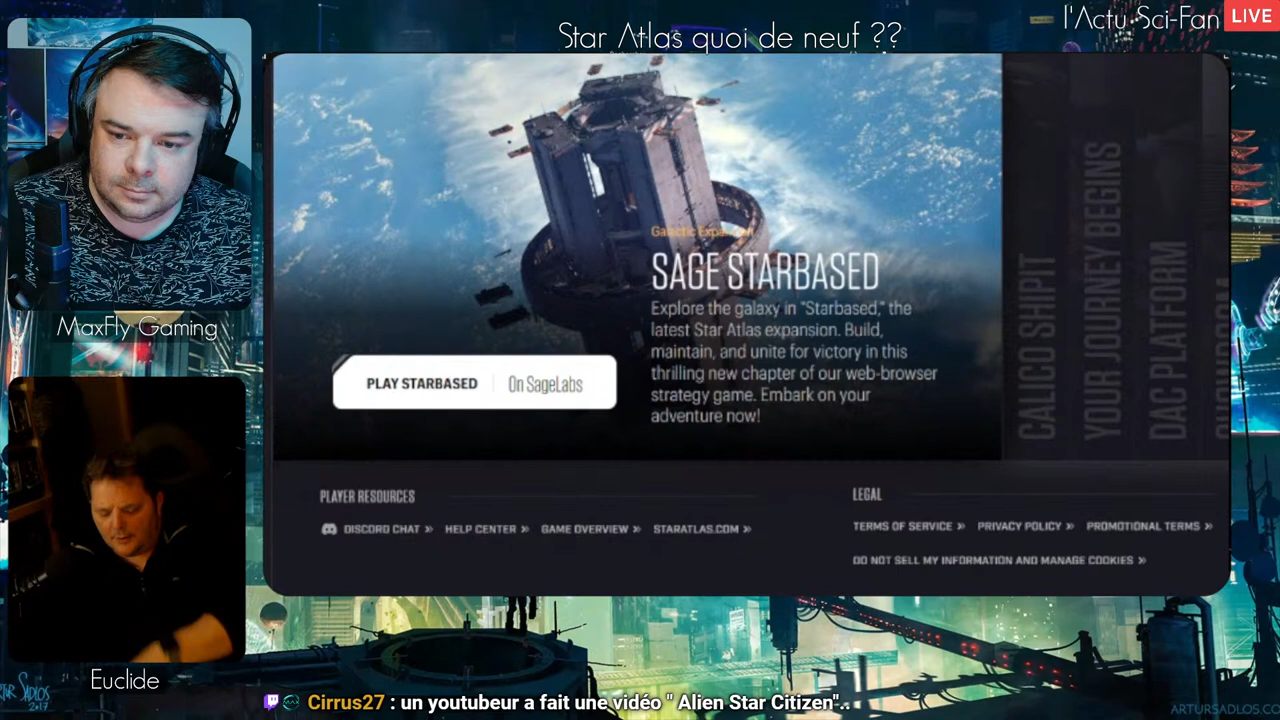 Star Atlas quoi de neuf ??
l'Actu Sci-Fan
LIVE
MaxFly Gaming
Euclide
SAGE STARBASED
Explore the galaxy in "Starbased," the
latest Star Atlas expansion. Build,
maintain, and unite for victory in this
thrilling new chapter of our web-browser
strategy game. Embark on your
adventure now!
PLAY STARBASED | On SageLabs
CALICO SHIPIT
YOUR JOURNEY BEGINS
DAC PLATFORM
PLAYER RESOURCES
DISCORD CHAT » HELP CENTER » GAME OVERVIEW » STARATLAS.COM »
LEGAL
TERMS OF SERVICE » PRIVACY POLICY » PROMOTIONAL TERMS »
DO NOT SELL MY INFORMATION AND MANAGE COOKIES »
Cirrus27 : un youtubeur a fait une vidéo " Alien Star Citizen"..
2017
ARTURSADLOS.CO